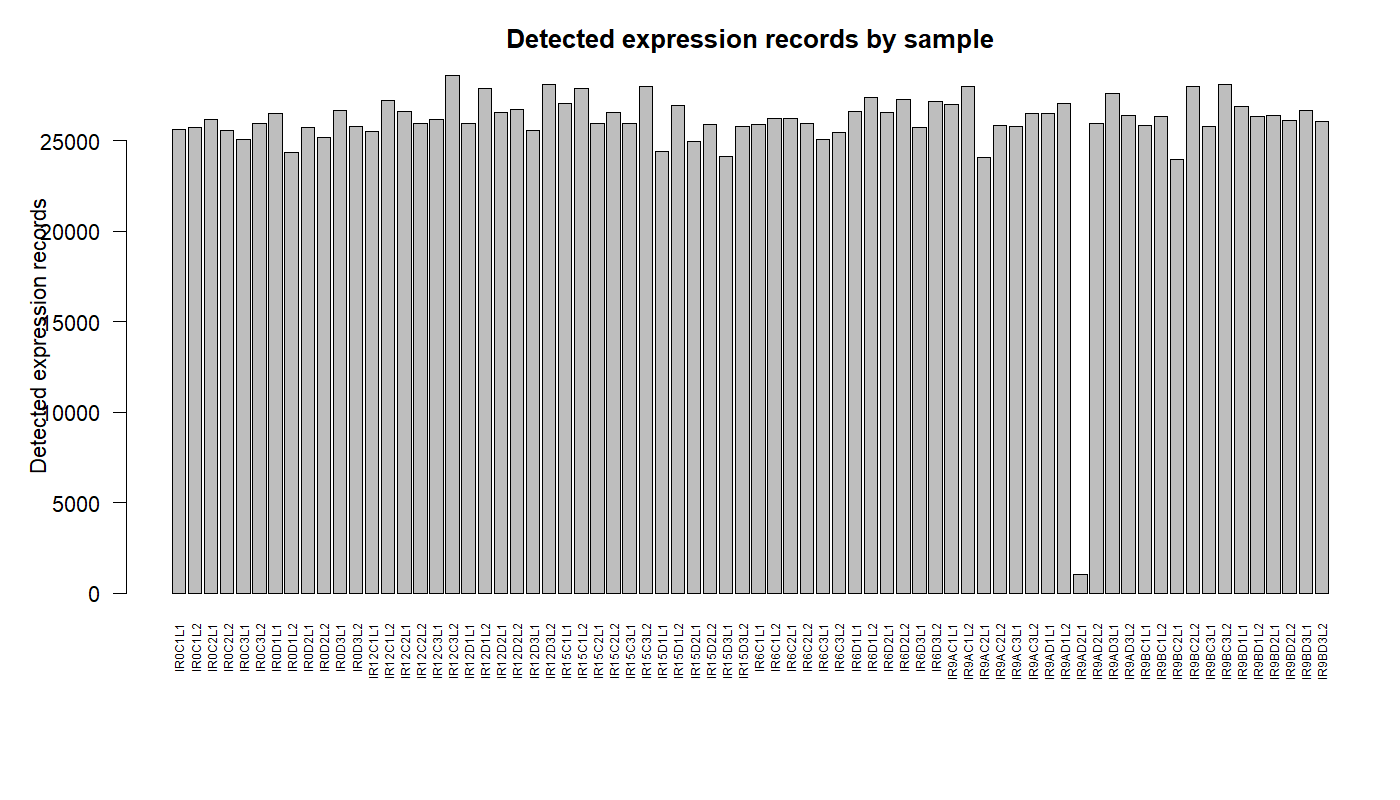 Detected expression records by sample
Detected expression records
25000
20000
15000
10000
5000
0
IR0C1L1
IR0C1L2
IR0C2L1
IR0C2L2
IR0C3L1
IR0C3L2
IR0D1L1
IR0D1L2
IR0D2L1
IR0D2L2
IR0D3L1
IR0D3L2
IR12C1L1
IR12C1L2
IR12C2L1
IR12C2L2
IR12C3L1
IR12C3L2
IR12D1L1
IR12D1L2
IR12D2L1
IR12D2L2
IR12D3L1
IR12D3L2
IR15C1L1
IR15C1L2
IR15C2L1
IR15C2L2
IR15C3L1
IR15C3L2
IR15D1L1
IR15D1L2
IR15D2L1
IR15D2L2
IR15D3L1
IR15D3L2
IR6C1L1
IR6C1L2
IR6C2L1
IR6C2L2
IR6C3L1
IR6C3L2
IR6D1L1
IR6D1L2
IR6D2L1
IR6D2L2
IR6D3L1
IR6D3L2
IR9AC1L1
IR9AC1L2
IR9AC2L1
IR9AC2L2
IR9AC3L1
IR9AC3L2
IR9AD1L1
IR9AD1L2
IR9AD2L1
IR9AD2L2
IR9AD3L1
IR9AD3L2
IR9BC1L1
IR9BC1L2
IR9BC2L1
IR9BC2L2
IR9BC3L1
IR9BC3L2
IR9BD1L1
IR9BD1L2
IR9BD2L1
IR9BD2L2
IR9BD3L1
IR9BD3L2